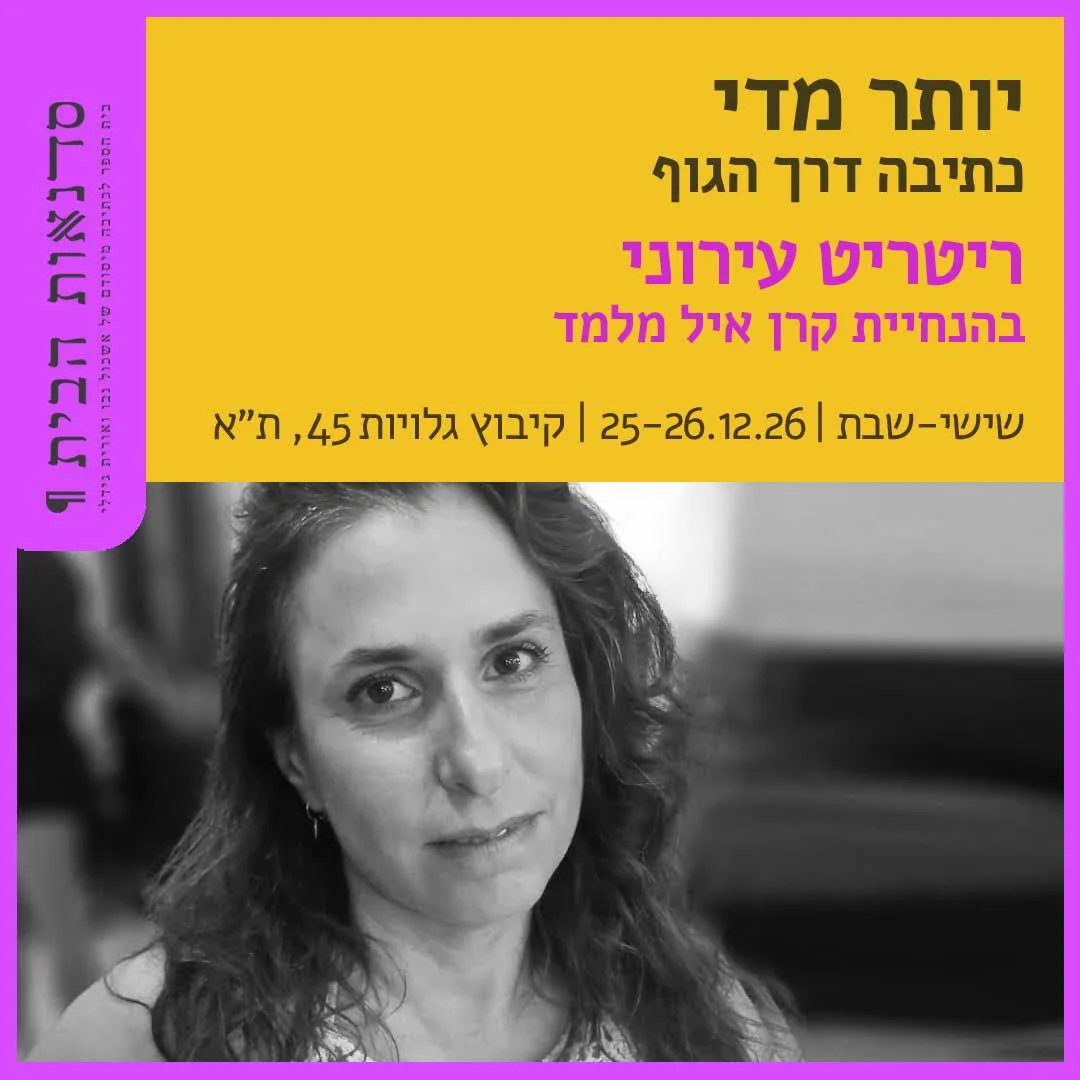 יותר מדי
כתיבה דרך הגוף
ריטריט עירוני
בהנחיית קרן איל מלמד
שישי-שבת | 25-26.12.26 | קיבוץ גלויות 45, ת"א
סדנאות הבית ¶
בית הספר לכתיבה מיסודם של אשכול נבו ואורית גידלי